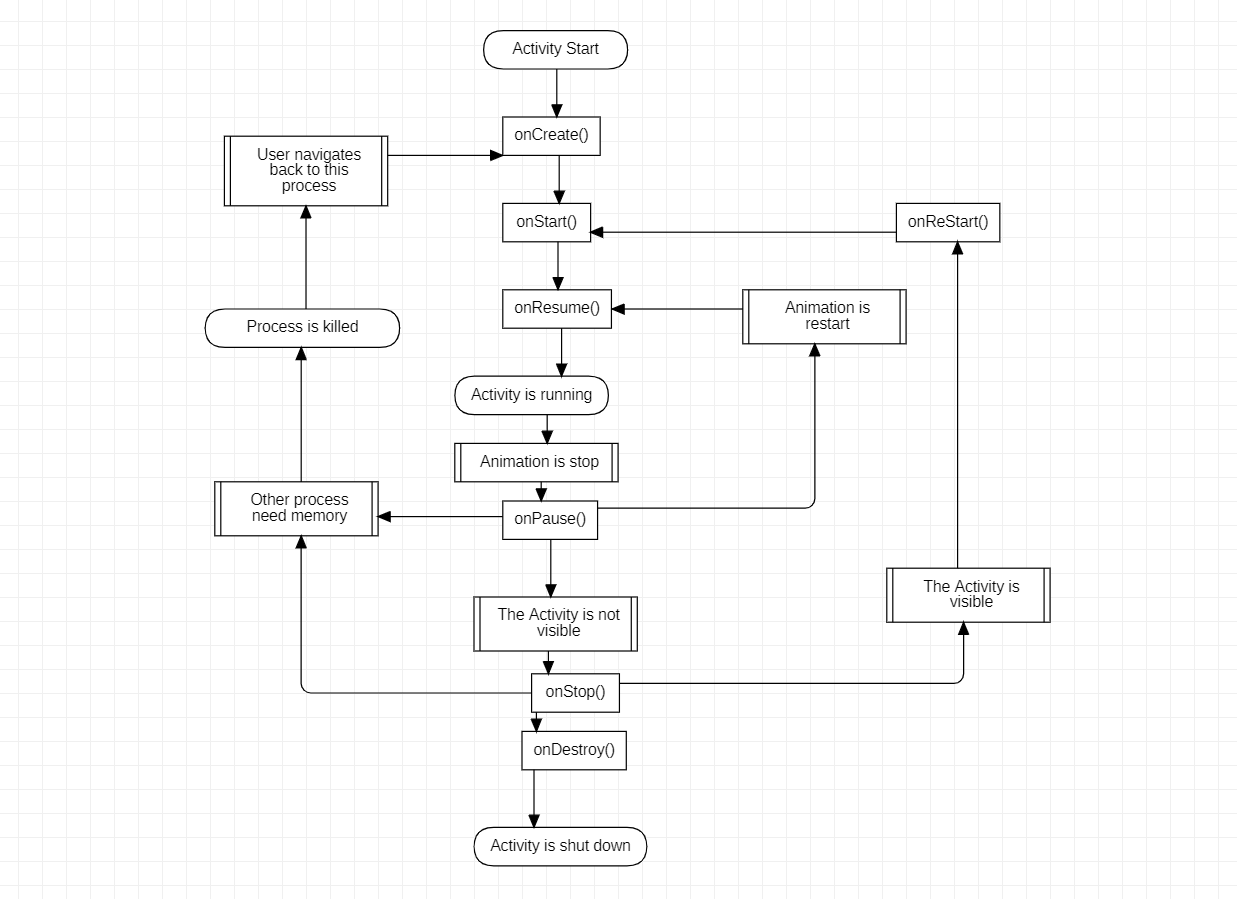 Activity Start
onCreate()
User navigates
back to this
process
onStart()
onReStart()
onResume()
Animation is
restart
Process is killed
Activity is running
Animation is stop
Other process
need memory
onPause()
The Activity is
visible
The Activity is not
visible
onStop()
onDestroy()
Activity is shut down